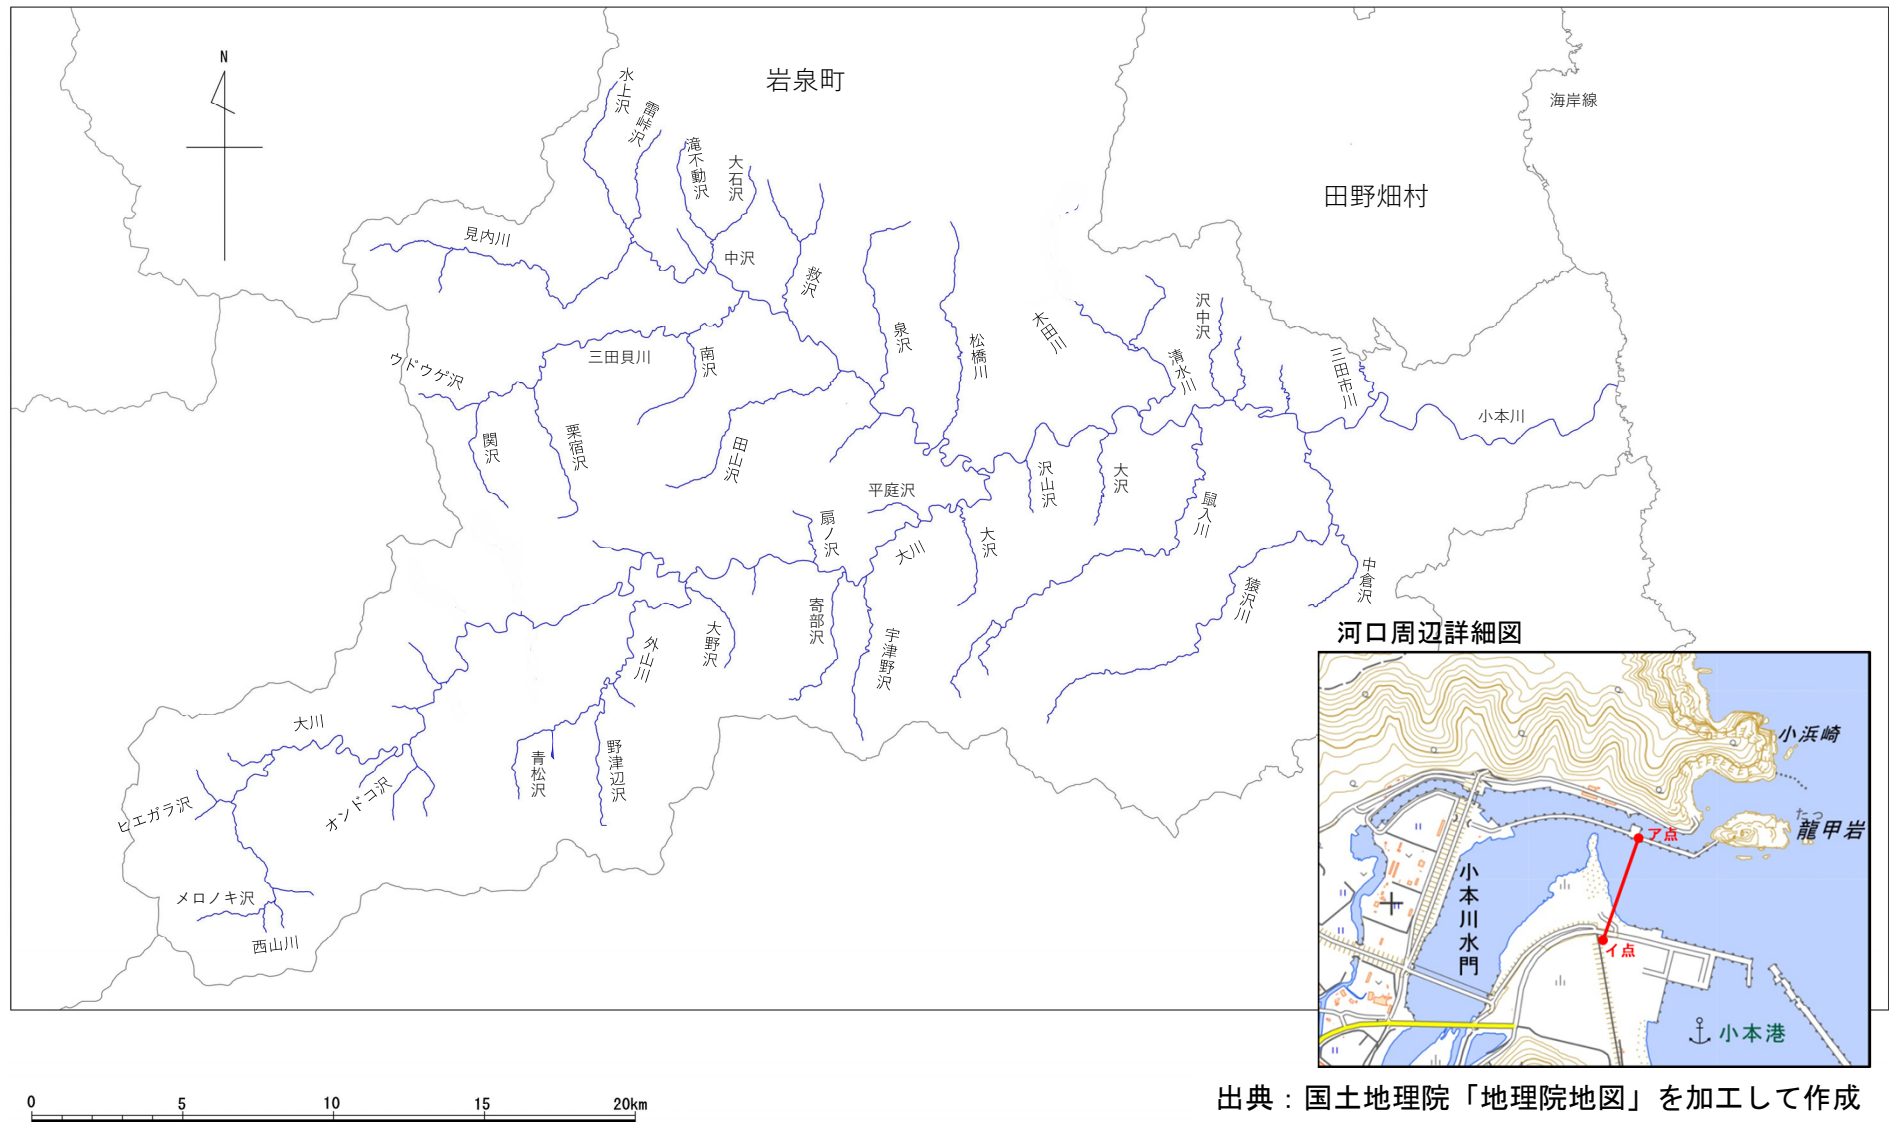 N
岩泉町
田野畑村
海岸線
水上沢
雷峠沢
滝不動沢
大石沢
見内川
中沢
救沢
泉沢
松橋川
木田川
清水川
沢中沢
三田市川
小本川
ウドウゲ沢
三田貝川
南沢
関沢
栗宿沢
田山沢
平庭沢
扇ノ沢
大川
大沢
沢山沢
大沢
鼠入川
猿沢川
中倉沢
寄部沢
宇津野沢
大野沢
外山川
野津辺沢
青松沢
大川
オンドコ沢
ヒエガラ沢
メロノキ沢
西山川
河口周辺詳細図
小浜崎
たつ
龍甲岩
ア点
イ点
小本川水門
小本港
0 5 10 15 20km
出典：国土地理院「地理院地図」を加工して作成